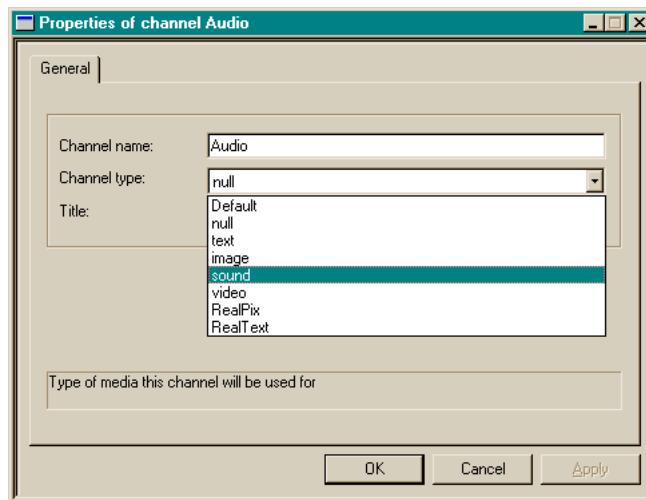 Properties of channel Audio
General
Channel name: Audio
Channel type: null
Title:
Default
null
text
image
sound
video
RealPix
RealText
Type of media this channel will be used for
OK Cancel Apply